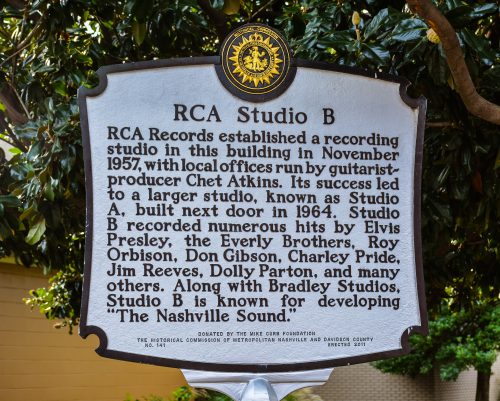 RCA Studio B
RCA Records established a recording
studio in this building in November
1957, with local offices run by guitarist-
producer Chet Atkins. Its success led
to a larger studio, known as Studio
A, built next door in 1964. Studio
B recorded numerous hits by Elvis
Presley, the Everly Brothers, Roy
Orbison, Don Gibson, Charley Pride,
Jim Reeves, Dolly Parton, and many
others. Along with Bradley Studios,
Studio B is known for developing
“The Nashville Sound.”
DONATED BY THE MIKE CURB FOUNDATION
THE HISTORICAL COMMISSION OF METROPOLITAN NASHVILLE AND DAVIDSON COUNTY
NO. 141 ERECTED 2011